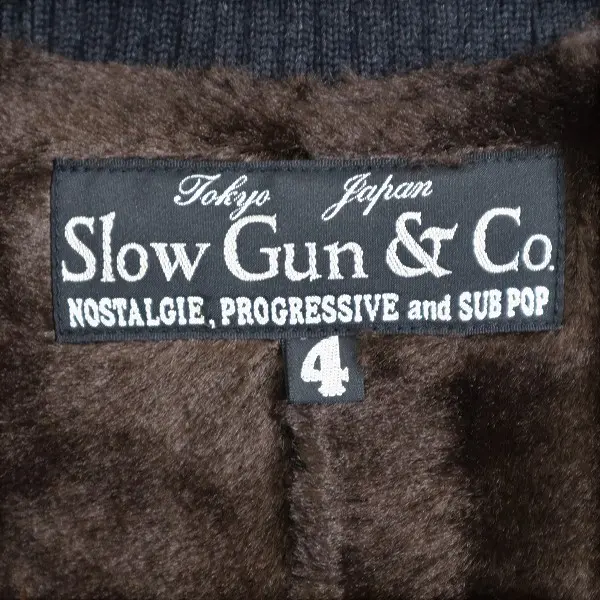 Tokyo Japan
Slow Gun & Co.
NOSTALGIE, PROGRESSIVE and SUB POP
4